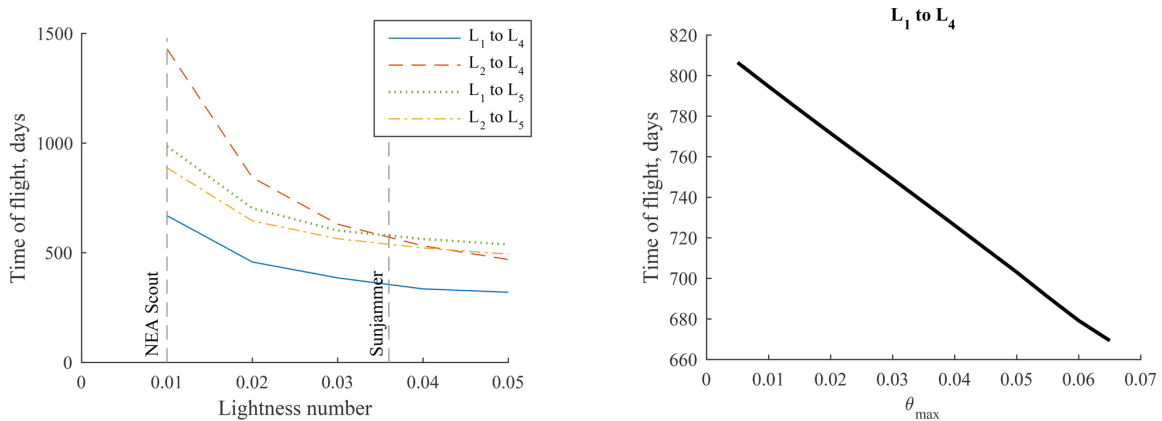 Time of flight, days
1500
1000
500
0
0
0.01
0.02
0.03
0.04
0.05
Lightness number
NEA Scout
Sunjammer
L₁ to L₄
L₂ to L₄
L₁ to L₅
L₂ to L₅
L₁ to L₄
Time of flight, days
820
800
780
760
740
720
700
680
660
0
0.01
0.02
0.03
0.04
0.05
0.06
0.07
θmax